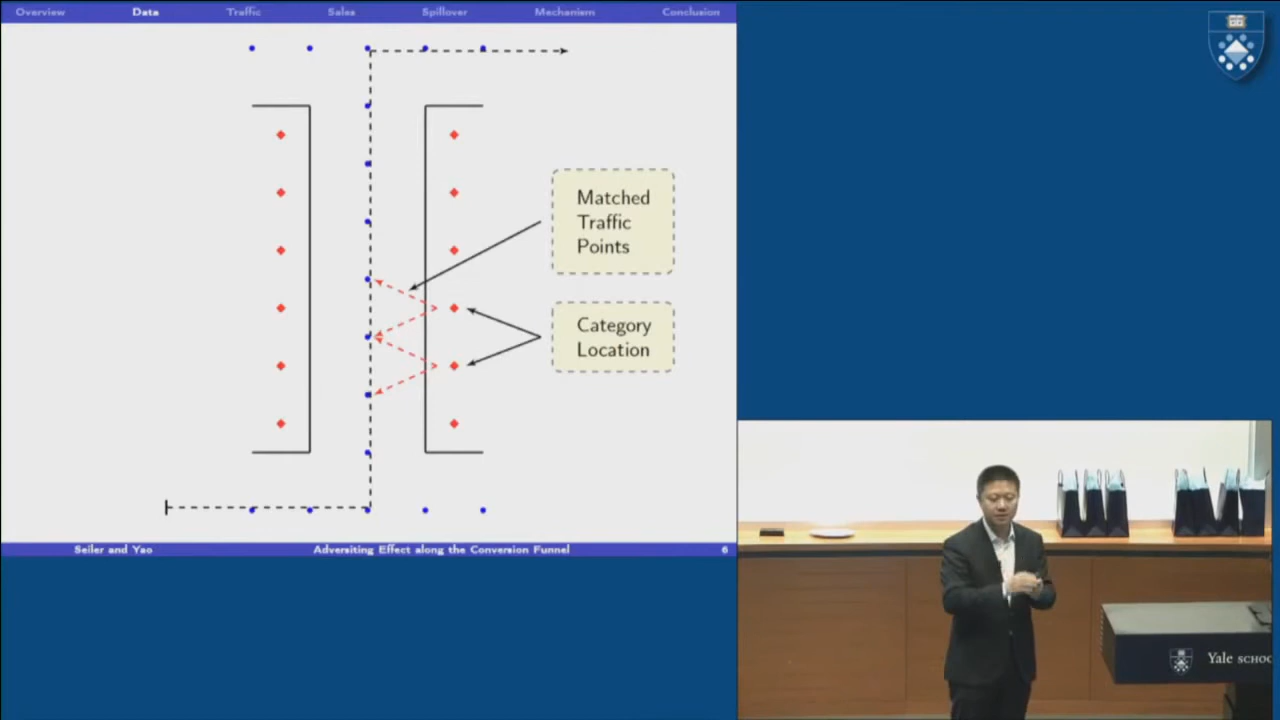 Overview Data Traffic Sales Spillover Mechanism Conclusion
Matched
Traffic
Points
Category
Location
Seiler and Yao Adversiting Effect along the Conversion Funnel 6
Yale